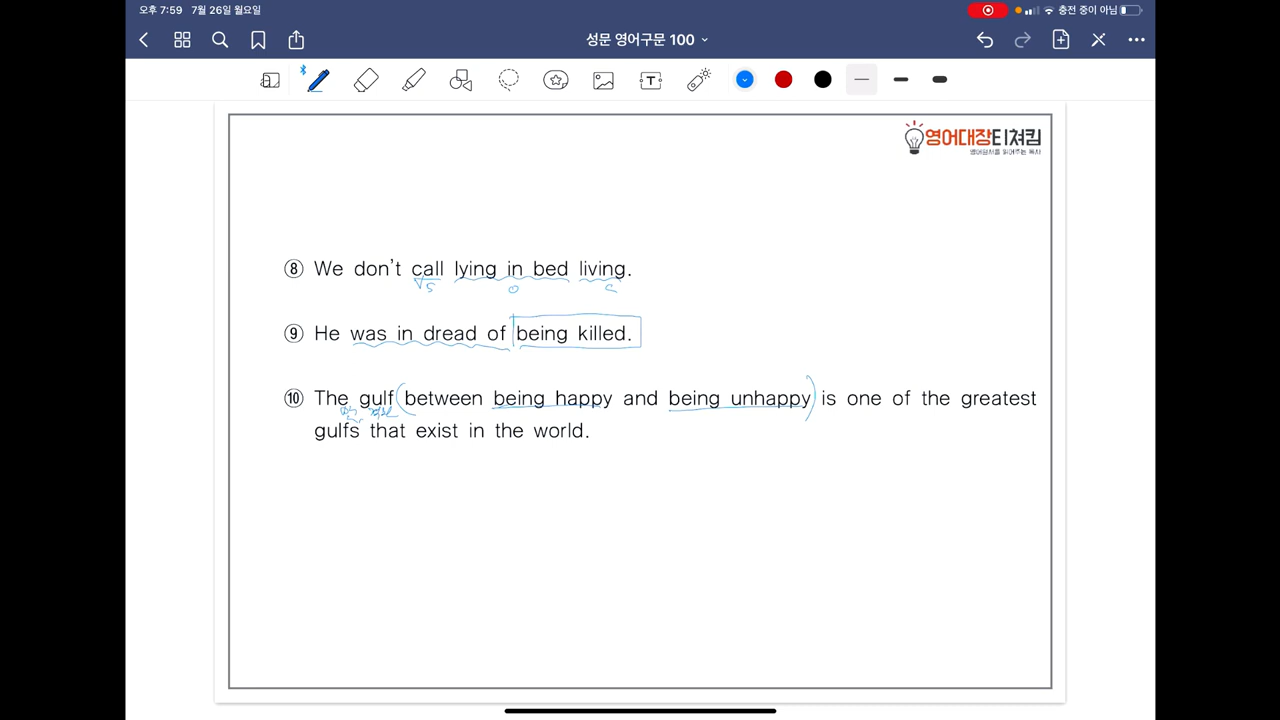 오후 7:59 7월 26일 월요일
충전 중이 아님
성문 영어구문 100
영어대장티쳐킴
⑧ We don't call lying in bed living.
V5 O C
⑨ He was in dread of being killed.
⑩ The gulf (between being happy and being unhappy) is one of the greatest
gulfs that exist in the world.